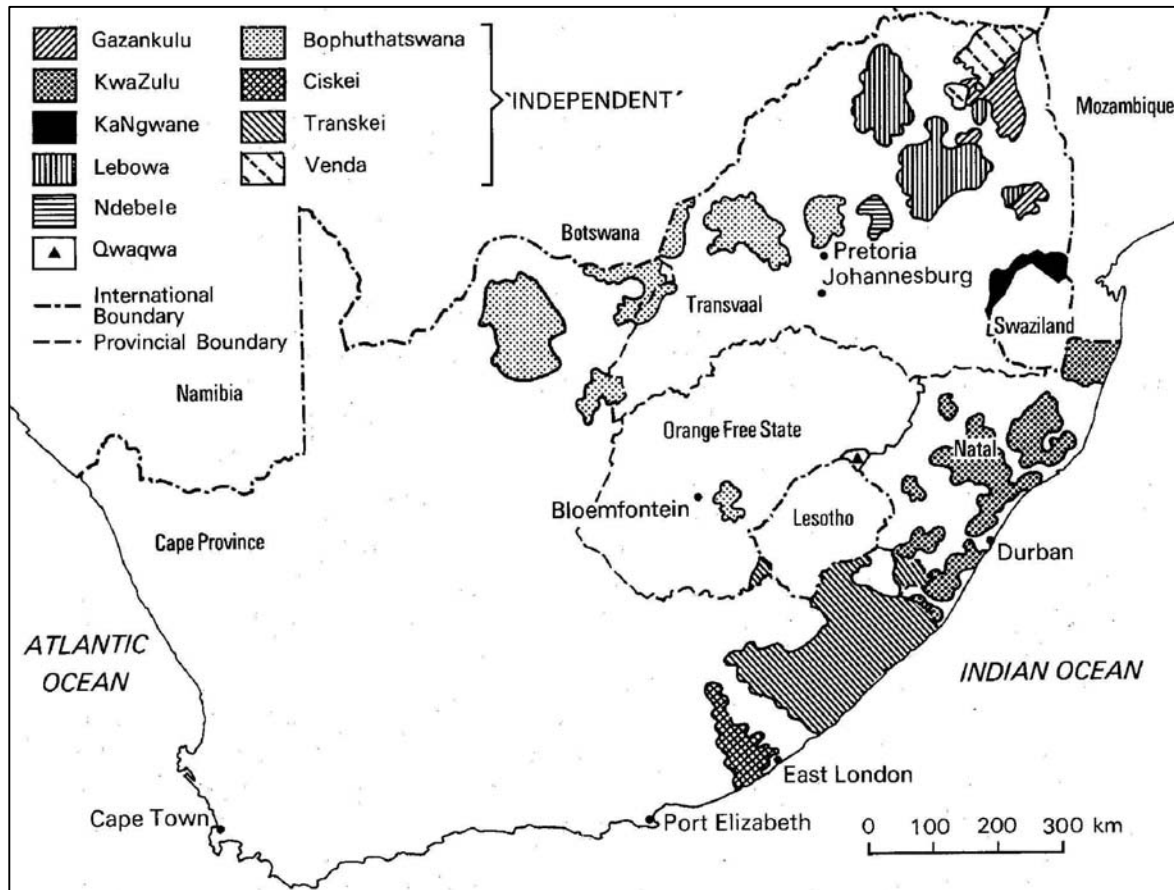 Gazankulu
KwaZulu
KaNgwane
Lebowa
Ndebele
Qwaqwa
International
Boundary
Provincial Boundary
Bophuthatswana
Ciskei
Transkei
Venda
'INDEPENDENT'
Mozambique
Botswana
Pretoria
Johannesburg
Transvaal
Swaziland
Namibia
Orange Free State
Natal
Bloemfontein
Lesotho
Cape Province
Durban
ATLANTIC
OCEAN
INDIAN OCEAN
East London
Cape Town
Port Elizabeth
0 100 200 300 km